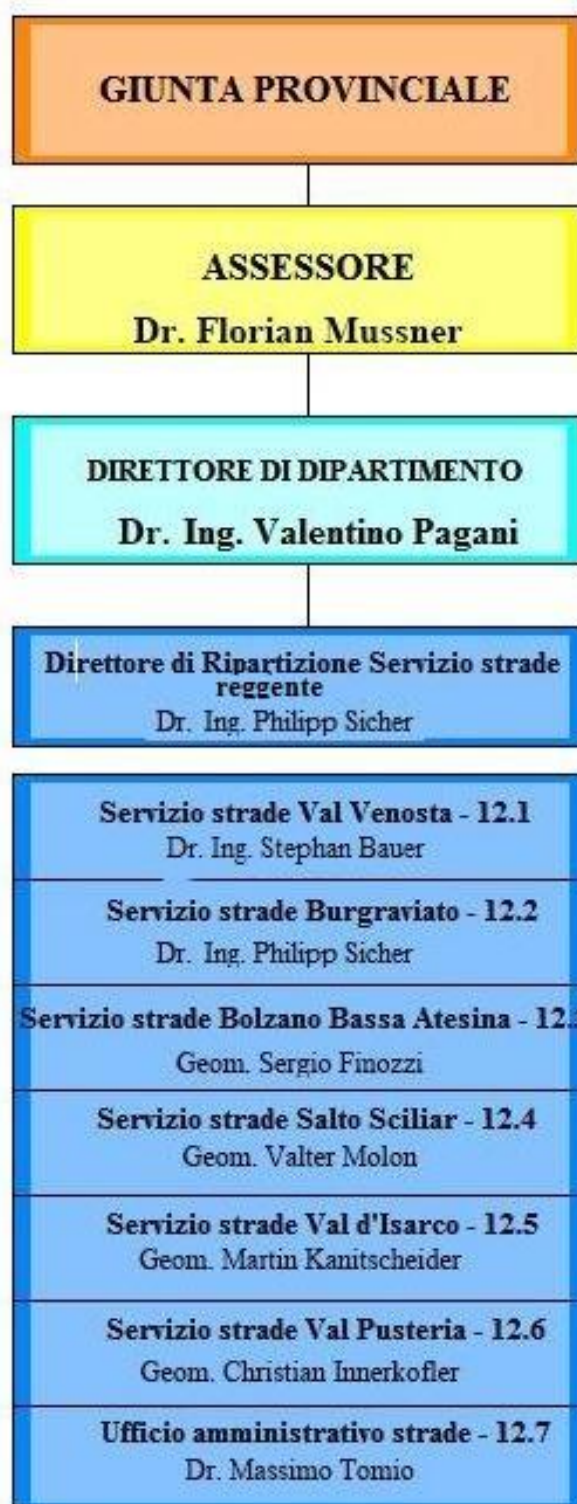 GIUNTA PROVINCIALE
ASSESSORE
Dr. Florian Mussner
DIRETTORE DI DIPARTIMENTO
Dr. Ing. Valentino Pagani
Direttore di Ripartizione Servizio strade
reggente
Dr. Ing. Philipp Sicher
Servizio strade Val Venosta - 12.1
Dr. Ing. Stephan Bauer
Servizio strade Burgraviato - 12.2
Dr. Ing. Philipp Sicher
Servizio strade Bolzano Bassa Atesina - 12.
Geom. Sergio Finozzi
Servizio strade Salto Sciliar - 12.4
Geom. Valter Molon
Servizio strade Val d'Isarco - 12.5
Geom. Martin Kanitscheider
Servizio strade Val Pusteria - 12.6
Geom. Christian Innerkofler
Ufficio amministrativo strade - 12.7
Dr. Massimo Tomio